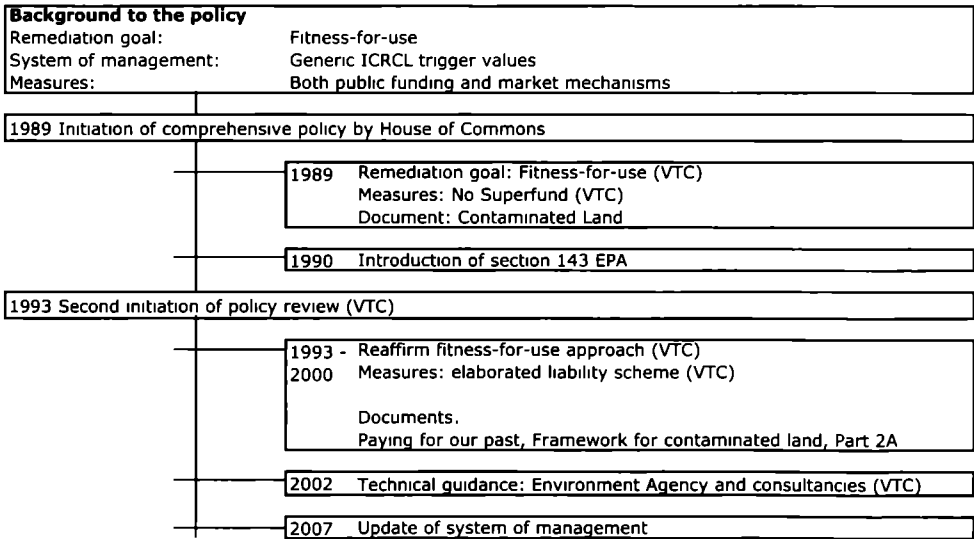 Background to the policy
Remediation goal: Fitness-for-use
System of management: Generic ICRCL trigger values
Measures: Both public funding and market mechanisms
1989 Initiation of comprehensive policy by House of Commons
1989 Remediation goal: Fitness-for-use (VTC)
Measures: No Superfund (VTC)
Document: Contaminated Land
1990 Introduction of section 143 EPA
1993 Second initiation of policy review (VTC)
1993 - Reaffirm fitness-for-use approach (VTC)
2000 Measures: elaborated liability scheme (VTC)
Documents.
Paying for our past, Framework for contaminated land, Part 2A
2002 Technical guidance: Environment Agency and consultancies (VTC)
2007 Update of system of management